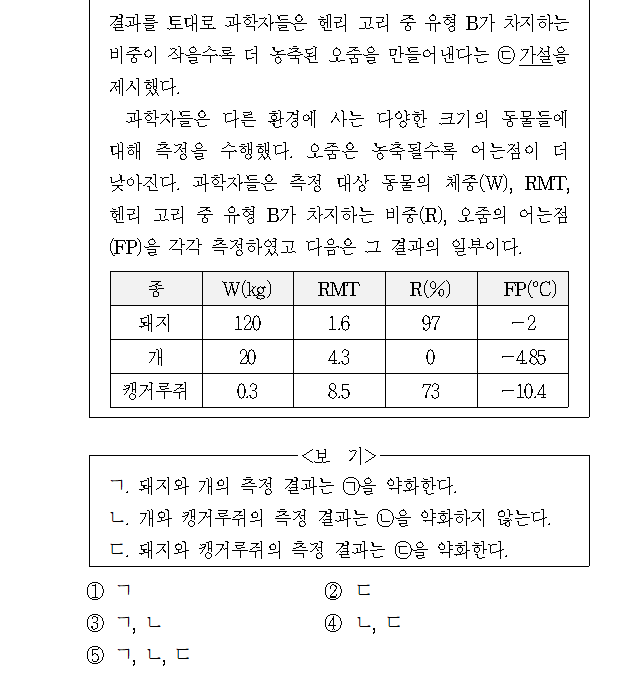 결과를 토대로 과학자들은 헨리 고리 중 유형 B가 차지하는
비중이 작을수록 더 농축된 오줌을 만들어낸다는 ㉢가설을
제시했다.
과학자들은 다른 환경에 사는 다양한 크기의 동물들에
대해 측정을 수행했다. 오줌은 농축될수록 어는점이 더
낮아진다. 과학자들은 측정 대상 동물의 체중(W), RMT,
헨리 고리 중 유형 B가 차지하는 비중(R), 오줌의 어는점
(FP)을 각각 측정하였고 다음은 그 결과의 일부이다.
종 W(kg) RMT R(%) FP(℃)
돼지 120 1.6 97 -2
개 20 4.3 0 -4.85
캥거루쥐 0.3 8.5 73 -10.4
<보 기>
ㄱ. 돼지와 개의 측정 결과는 ㉠을 약화한다.
ㄴ. 개와 캥거루쥐의 측정 결과는 ㉡을 약화하지 않는다.
ㄷ. 돼지와 캥거루쥐의 측정 결과는 ㉢을 약화한다.
① ㄱ ② ㄷ
③ ㄱ, ㄴ ④ ㄴ, ㄷ
⑤ ㄱ, ㄴ, ㄷ